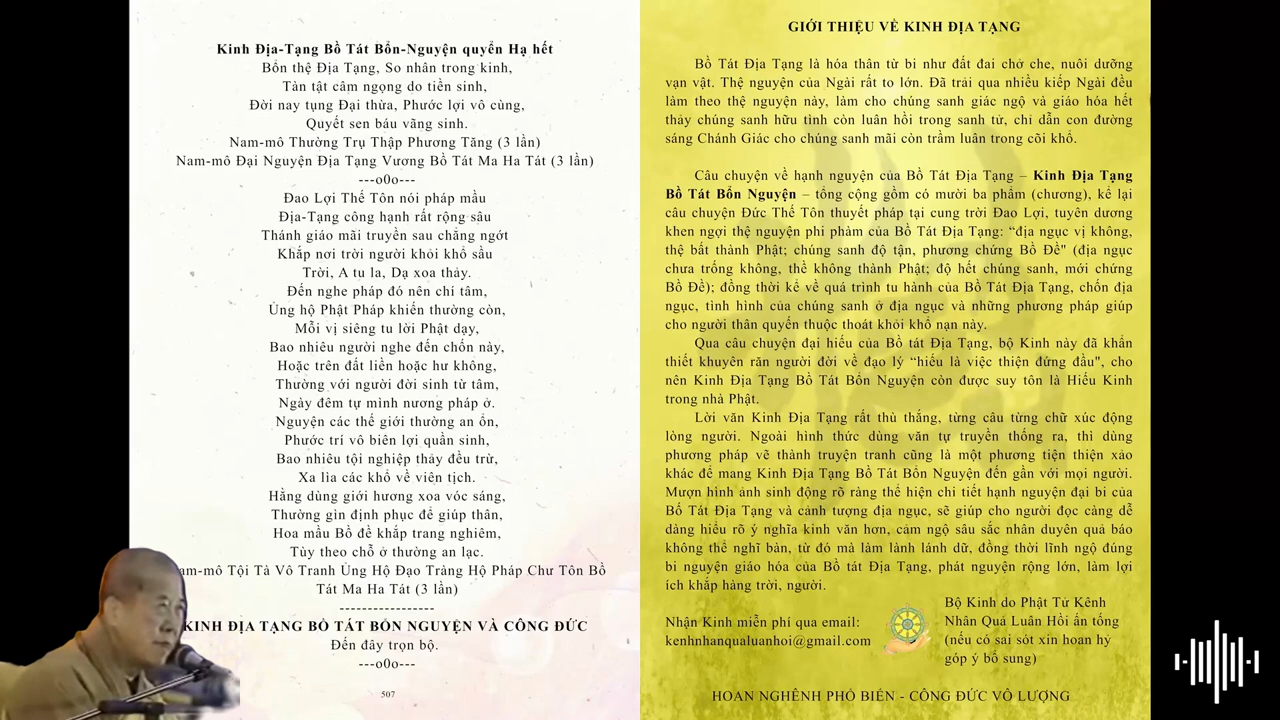 Kinh Địa-Tạng Bồ Tát Bổn-Nguyện quyển Hạ hết
Bổn thệ Địa Tạng, So nhân trong kinh,
Tàn tật câm ngọng do tiền sinh,
Đời nay tụng Đại thừa, Phước lợi vô cùng,
Quyết sen báu vãng sinh.
Nam-mô Thường Trụ Thập Phương Tăng (3 lần)
Nam-mô Đại Nguyện Địa Tạng Vương Bồ Tát Ma Ha Tát (3 lần)
---o0o---
Đao Lợi Thế Tôn nói pháp mầu
Địa-Tạng công hạnh rất rộng sâu
Thánh giáo mãi truyền sau chẳng ngớt
Khắp nơi trời người khỏi khổ sầu
Trời, A tu la, Dạ xoa thảy.
Đến nghe pháp đó nên chí tâm,
Ủng hộ Phật Pháp khiến thường còn,
Mỗi vị siêng tu lời Phật dạy,
Bao nhiêu người nghe đến chốn này,
Hoặc trên đất liền hoặc hư không,
Thường với người đời sinh từ tâm,
Ngày đêm tự mình nương pháp ở.
Nguyện các thế giới thường an ổn,
Phước trí vô biên lợi quần sinh,
Bao nhiêu tội nghiệp thảy đều trừ,
Xa lìa các khổ về viên tịch.
Hằng dùng giới hương xoa vóc sáng,
Thường gìn định phục để giúp thân,
Hoa mầu Bồ đề khắp trang nghiêm,
Tùy theo chỗ ở thường an lạc.
am-mô Tội Tà Vô Tranh Ủng Hộ Đạo Tràng Hộ Pháp Chư Tôn Bồ
Tát Ma Ha Tát (3 lần)
-----------------
KINH ĐỊA TẠNG BỒ TÁT BỔN NGUYỆN VÀ CÔNG ĐỨC
Đến đây trọn bộ.
---o0o---
507
GIỚI THIỆU VỀ KINH ĐỊA TẠNG
Bồ Tát Địa Tạng là hóa thân từ bi như đất đai chở che, nuôi dưỡng
vạn vật. Thệ nguyện của Ngài rất to lớn. Đã trải qua nhiều kiếp Ngài đều
làm theo thệ nguyện này, làm cho chúng sanh giác ngộ và giáo hóa hết
thảy chúng sanh hữu tình còn luân hồi trong sanh tử, chỉ dẫn con đường
sáng Chánh Giác cho chúng sanh mãi còn trầm luân trong cõi khổ.
Câu chuyện về hạnh nguyện của Bồ Tát Địa Tạng – Kinh Địa Tạng
Bồ Tát Bổn Nguyện – tổng cộng gồm có mười ba phẩm (chương), kể lại
câu chuyện Đức Thế Tôn thuyết pháp tại cung trời Đao Lợi, tuyên dương
khen ngợi thệ nguyện phi phàm của Bồ Tát Địa Tạng: “địa ngục vị không,
thệ bất thành Phật; chúng sanh độ tận, phương chứng Bồ Đề" (địa ngục
chưa trống không, thề không thành Phật; độ hết chúng sanh, mới chứng
Bồ Đề); đồng thời kể về quá trình tu hành của Bồ Tát Địa Tạng, chốn địa
ngục, tình hình của chúng sanh ở địa ngục và những phương pháp giúp
cho người thân quyến thuộc thoát khỏi khổ nạn này.
Qua câu chuyện đại hiếu của Bồ tát Địa Tạng, bộ Kinh này đã khẩn
thiết khuyên răn người đời về đạo lý “hiếu là việc thiện đứng đầu", cho
nên Kinh Địa Tạng Bồ Tát Bổn Nguyện còn được suy tôn là Hiếu Kinh
trong nhà Phật.
Lời văn Kinh Địa Tạng rất thù thắng, từng câu từng chữ xúc động
lòng người. Ngoài hình thức dùng văn tự truyền thống ra, thì dùng
phương pháp vẽ thành truyện tranh cũng là một phương tiện thiện xảo
khác để mang Kinh Địa Tạng Bồ Tát Bổn Nguyện đến gần với mọi người.
Mượn hình ảnh sinh động rõ ràng thể hiện chi tiết hạnh nguyện đại bi của
Bồ Tát Địa Tạng và cảnh tượng địa ngục, sẽ giúp cho người đọc càng dễ
dàng hiểu rõ ý nghĩa kinh văn hơn, cảm ngộ sâu sắc nhân duyên quả báo
không thể nghĩ bàn, từ đó mà làm lành lánh dữ, đồng thời lĩnh ngộ đúng
bi nguyện giáo hóa của Bồ tát Địa Tạng, phát nguyện rộng lớn, làm lợi
ích khắp hàng trời, người.
Nhận Kinh miễn phí qua email:
kenhnhanqualuanhoi@gmail.com
Bộ Kinh do Phật Tử Kênh
Nhân Quả Luân Hồi ấn tống
(nếu có sai sót xin hoan hỷ
góp ý bổ sung)
HOAN NGHÊNH PHỔ BIẾN - CÔNG ĐỨC VÔ LƯỢNG